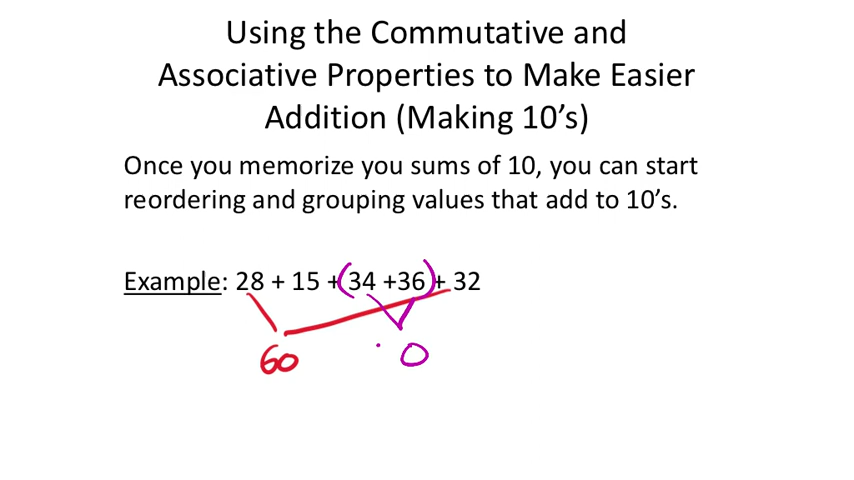 Using the Commutative and
Associative Properties to Make Easier
Addition (Making 10's)
Once you memorize you sums of 10, you can start
reordering and grouping values that add to 10's.
Example: 28 + 15 +(34 +36)+ 32
60 0